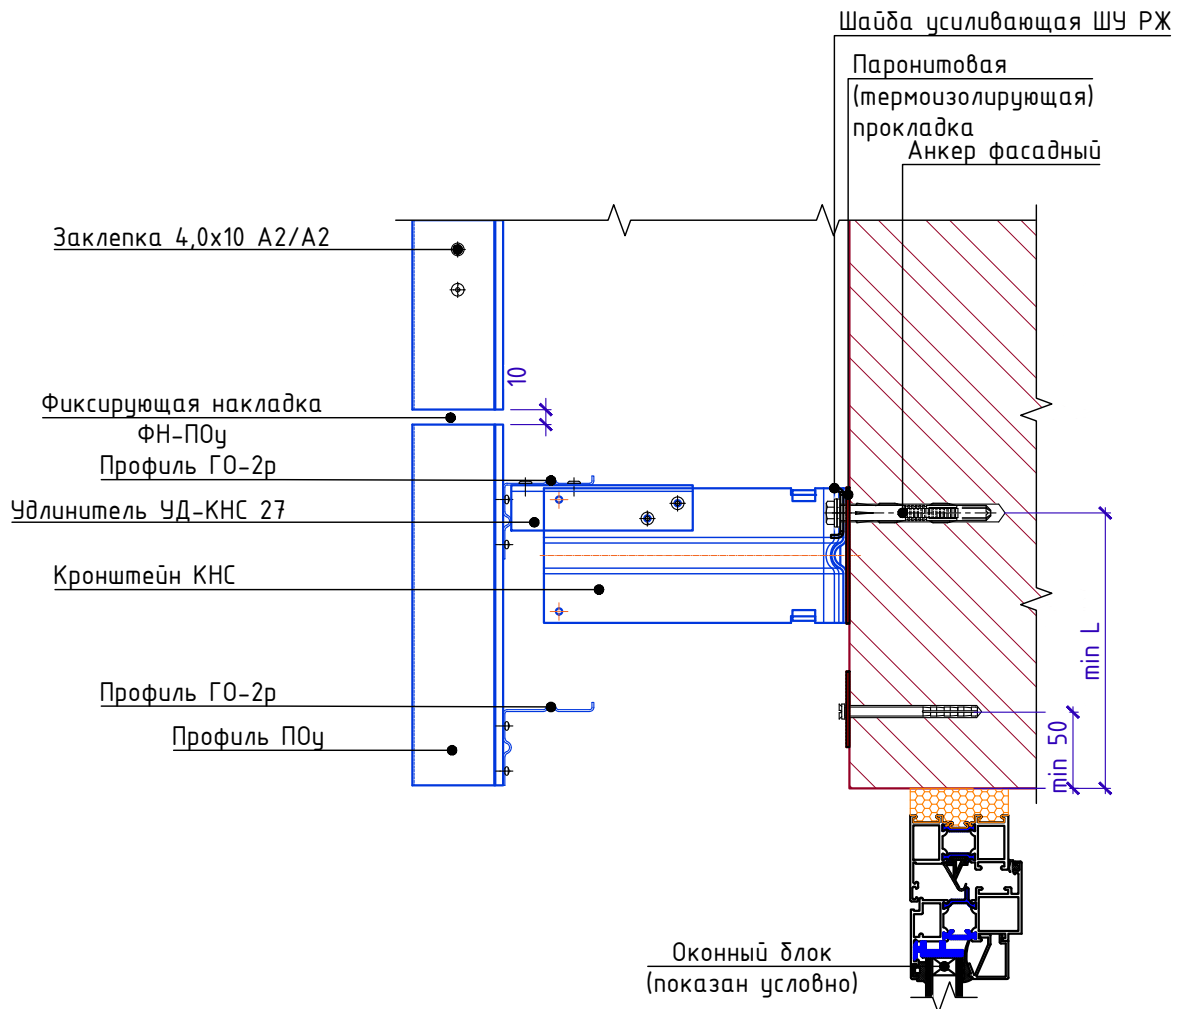 Шайба усиливающая ШУ РЖ
Паронитовая
(термоизолирующая)
прокладка
Анкер фасадный
Заклепка 4,0х10 А2/А2
10
Фиксирующая накладка
ФН-ПОу
Профиль ГО-2р
Удлинитель УД-КНС 27
Кронштейн КНС
min L
Профиль ГО-2р
Профиль ПОу
min 50
Оконный блок
(показан условно)